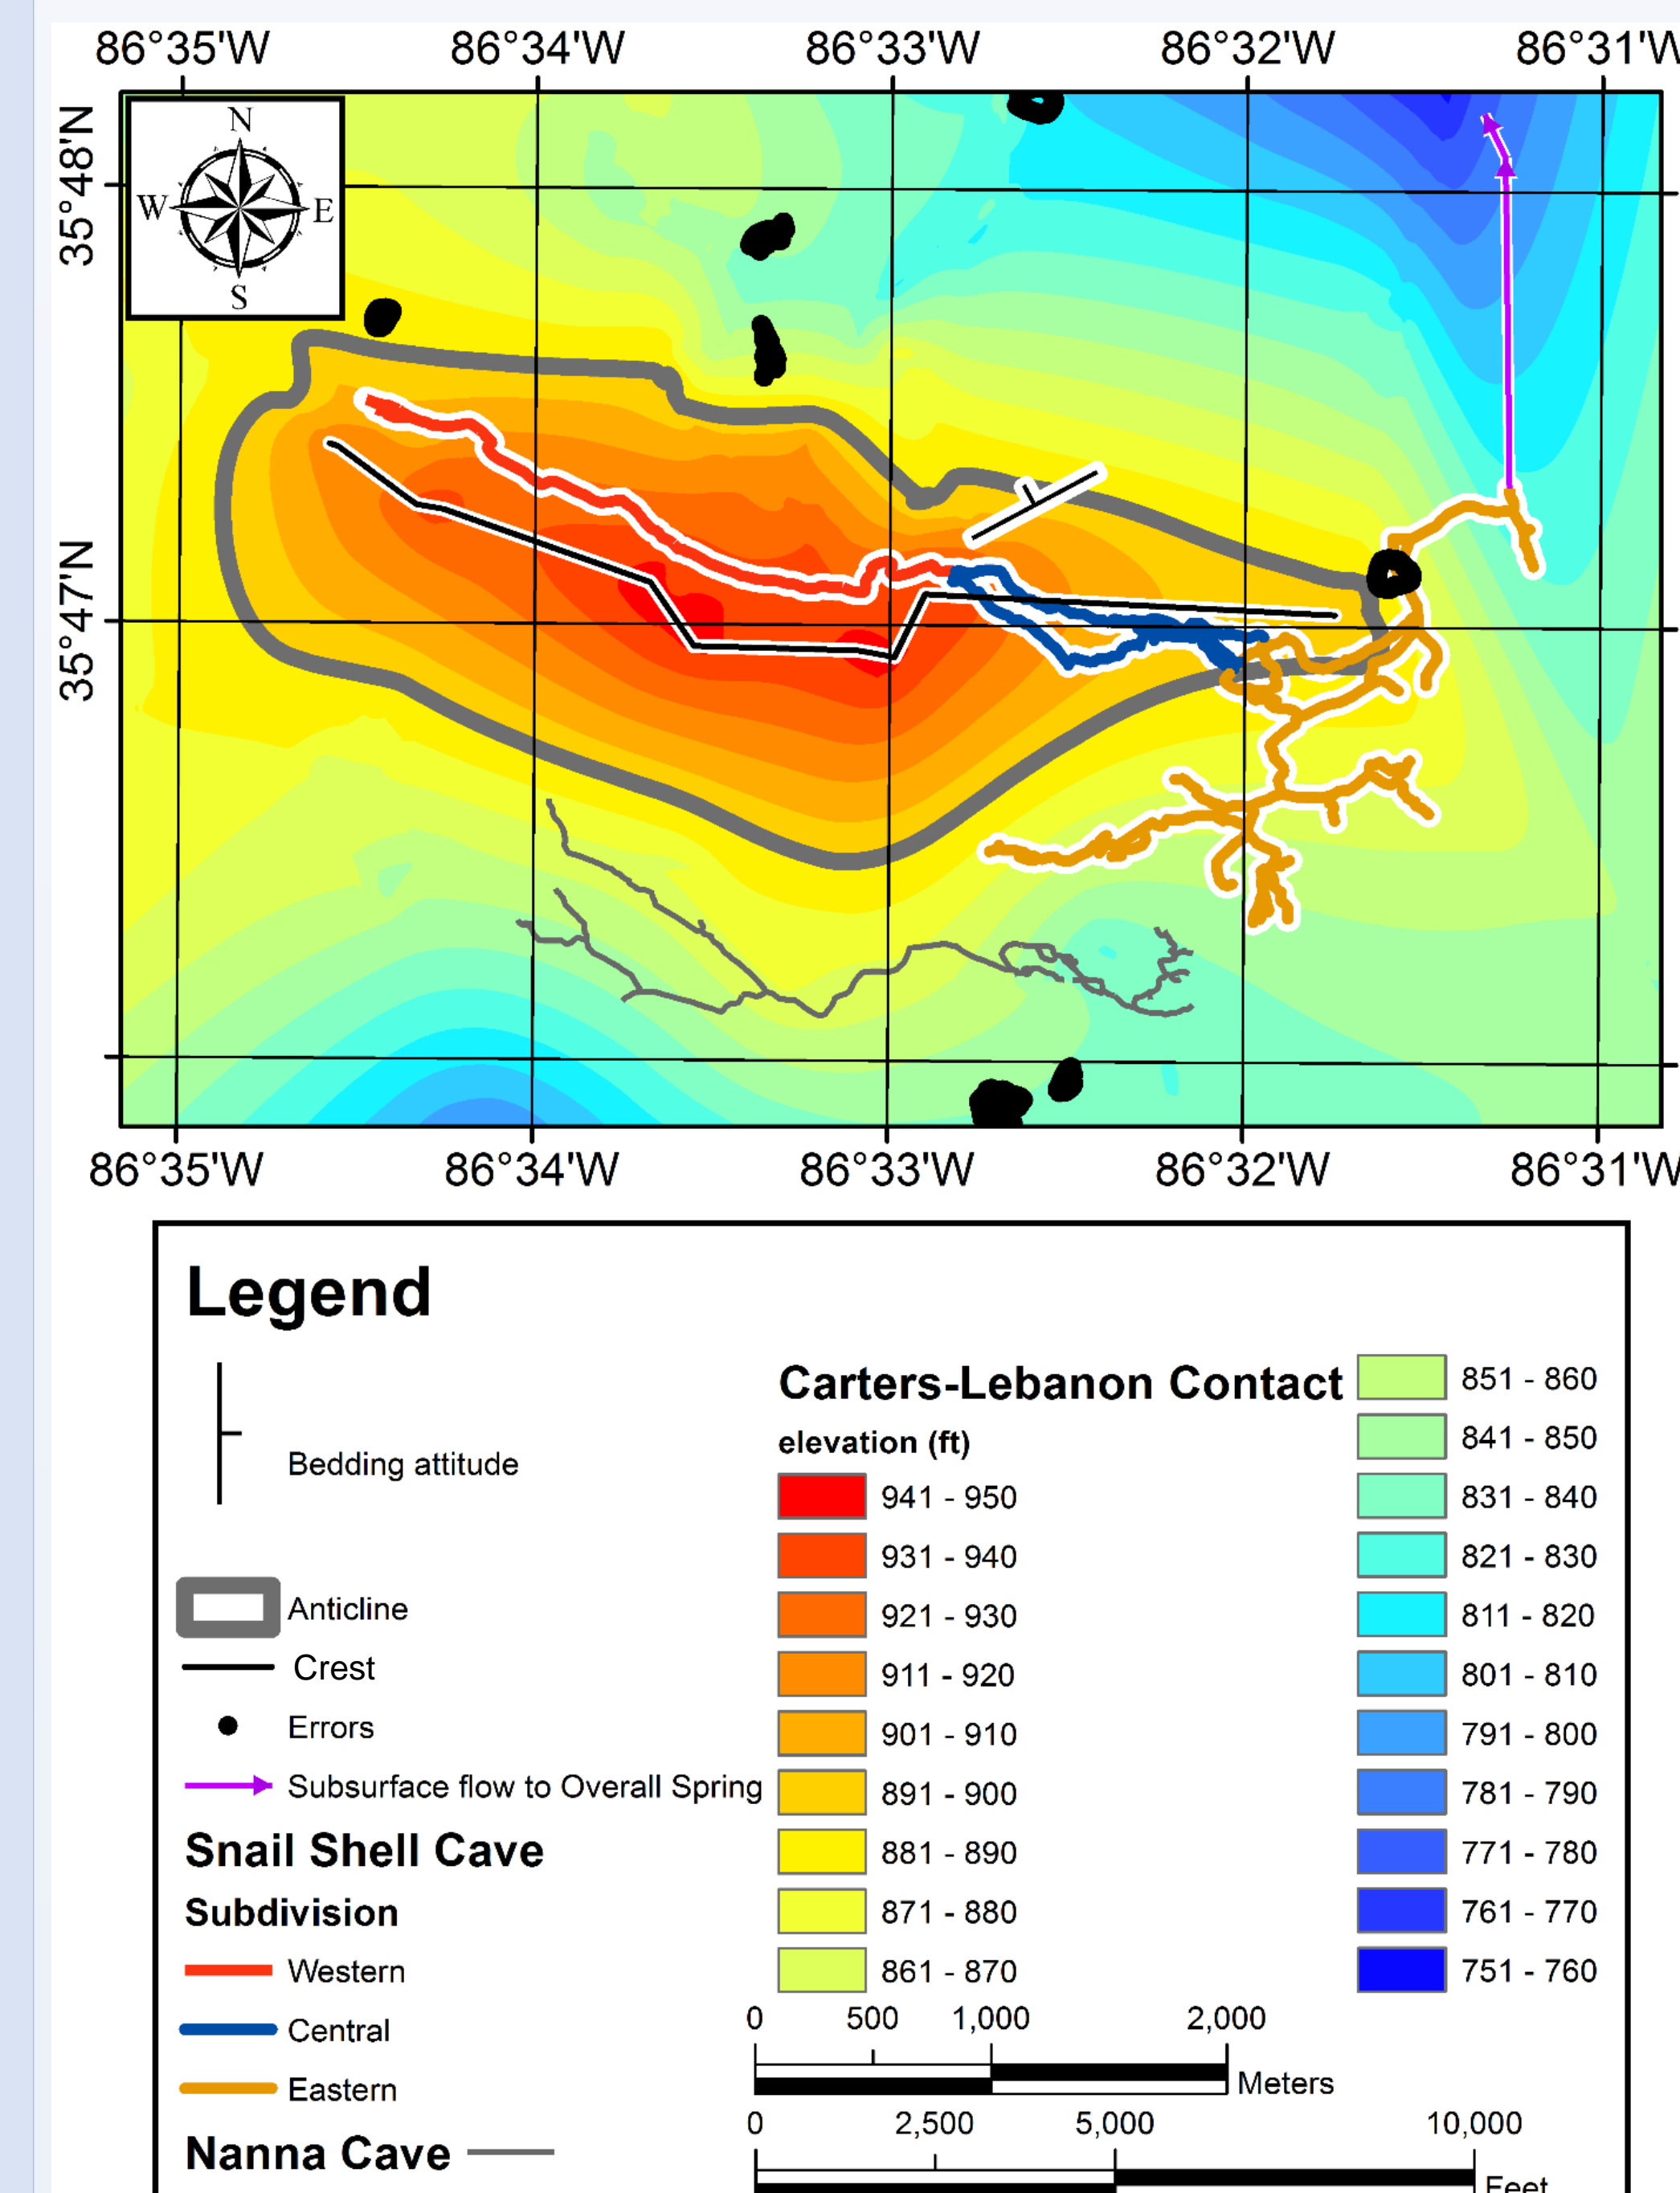 86°35'W 86°34'W 86°33'W 86°32'W 86°31'W
35°48'N
N
W E
S
35°47'N
86°35'W 86°34'W 86°33'W 86°32'W 86°31'W
Legend
Bedding attitude
Anticline
Crest
Errors
Subsurface flow to Overall Spring
Snail Shell Cave
Subdivision
Western
Central
Eastern
Nanna Cave
Carters-Lebanon Contact
elevation (ft)
941 - 950
931 - 940
921 - 930
911 - 920
901 - 910
891 - 900
881 - 890
871 - 880
861 - 870
851 - 860
841 - 850
831 - 840
821 - 830
811 - 820
801 - 810
791 - 800
781 - 790
771 - 780
761 - 770
751 - 760
0 500 1,000 2,000
Meters
0 2,500 5,000 10,000
Feet